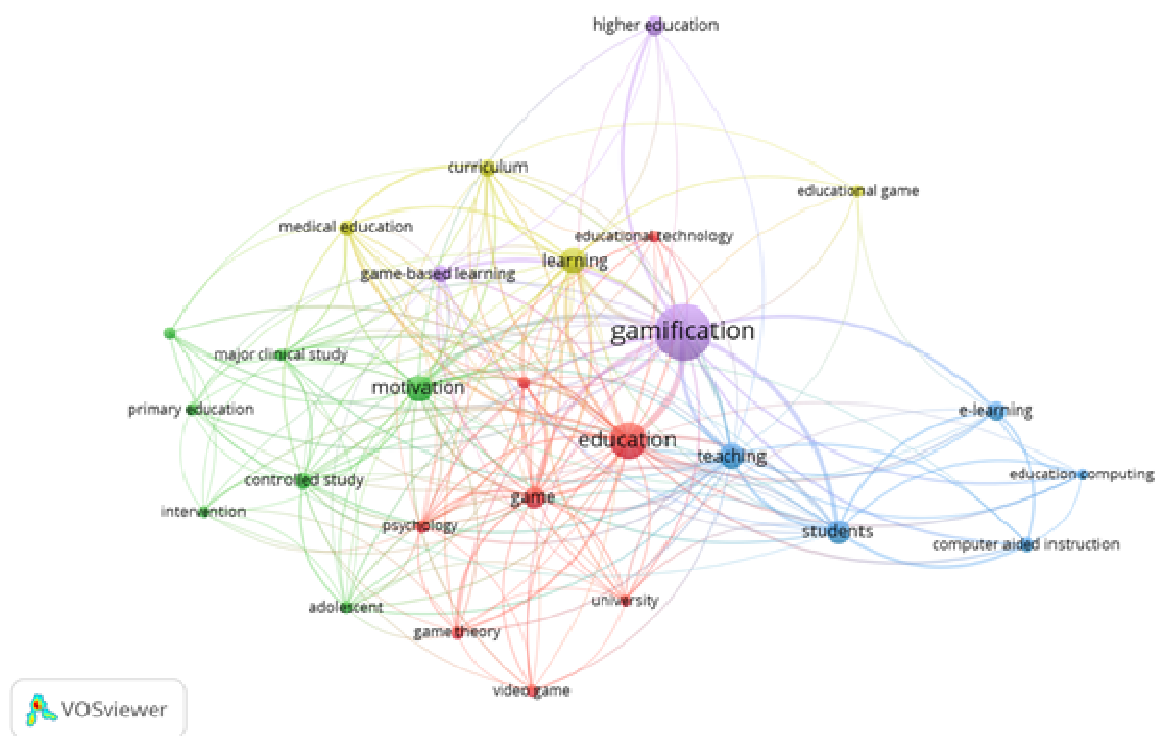 higher education
curriculum
educational game
medical education
educational technology
learning
game-based learning
gamification
major clinical study
motivation
primary education
e-learning
education
teaching
education computing
controlled study
game
intervention
psychology
students
computer aided instruction
university
adolescent
game theory
video game
VOSviewer